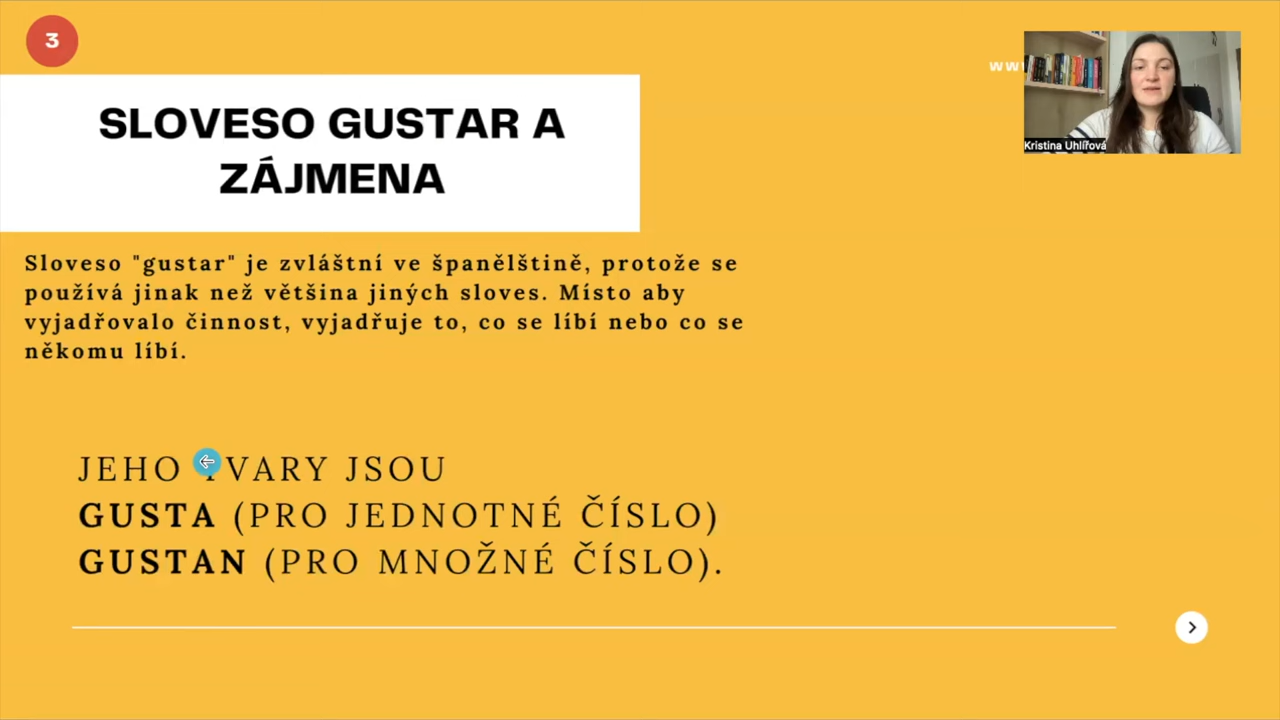 3
SLOVESO GUSTAR A
ZÁJMENA
Kristina Uhlířová
Sloveso "gustar" je zvláštní ve španělštině, protože se
používá jinak než většina jiných sloves. Místo aby
vyjadřovalo činnost, vyjadřuje to, co se líbí nebo co se
někomu líbí.
JEHO TVARY JSOU
GUSTA (PRO JEDNOTNÉ ČÍSLO)
GUSTAN (PRO MNOŽNÉ ČÍSLO).